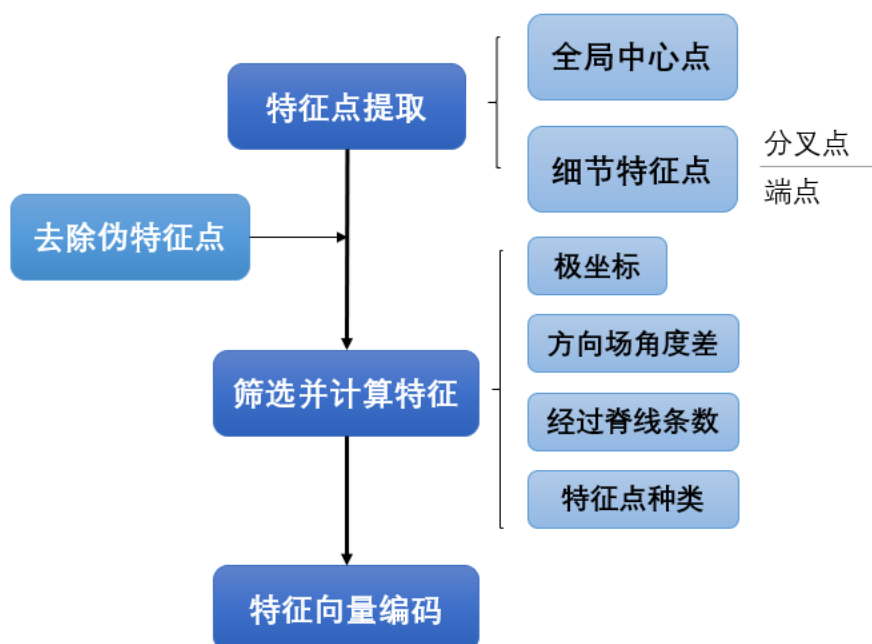 特征点提取
全局中心点
细节特征点
分叉点
端点
去除伪特征点
筛选并计算特征
极坐标
方向场角度差
经过脊线条数
特征点种类
特征向量编码